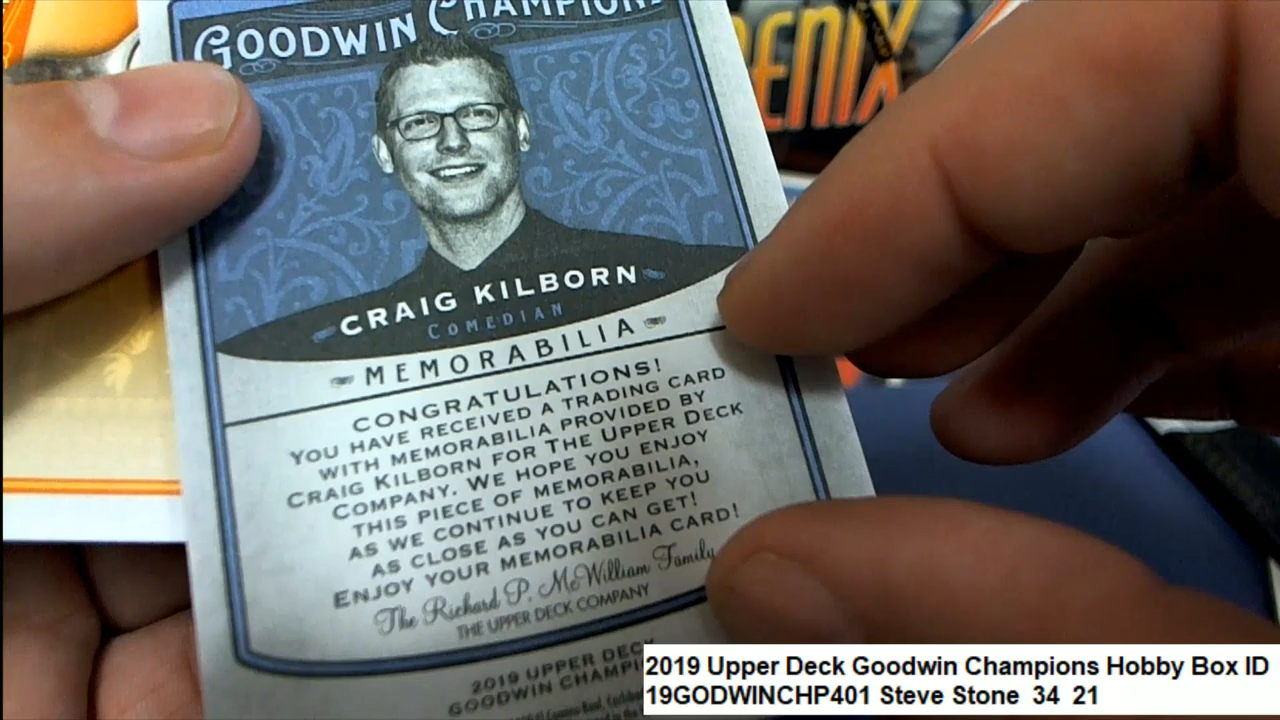 GOODWIN CHAMPIONS
ENIX
CRAIG KILBORN
COMEDIAN
MEMORABILIA
CONGRATULATIONS!
YOU HAVE RECEIVED A TRADING CARD
WITH MEMORABILIA PROVIDED BY
CRAIG KILBORN FOR THE UPPER DECK
COMPANY. WE HOPE YOU ENJOY
THIS PIECE OF MEMORABILIA,
AS WE CONTINUE TO KEEP YOU
AS CLOSE AS YOU CAN GET!
ENJOY YOUR MEMORABILIA CARD!
The Richard P. McWilliam Family
THE UPPER DECK COMPANY
2019 UPPER DECK
GOODWIN CHAMPI
2019 Upper Deck Goodwin Champions Hobby Box ID
19GODWINCHP401 Steve Stone 34 21